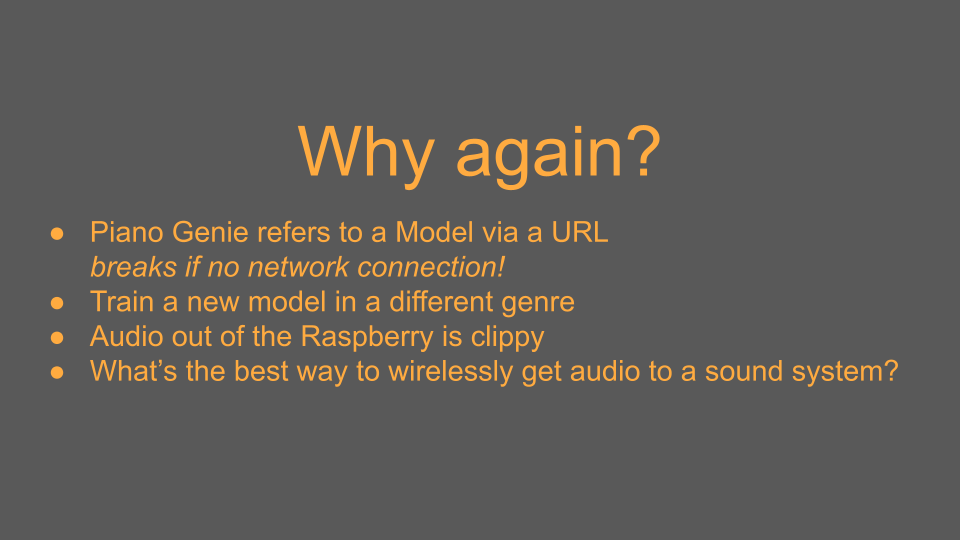 Why again?
● Piano Genie refers to a Model via a URL
breaks if no network connection!
● Train a new model in a different genre
● Audio out of the Raspberry is clippy
● What’s the best way to wirelessly get audio to a sound system?